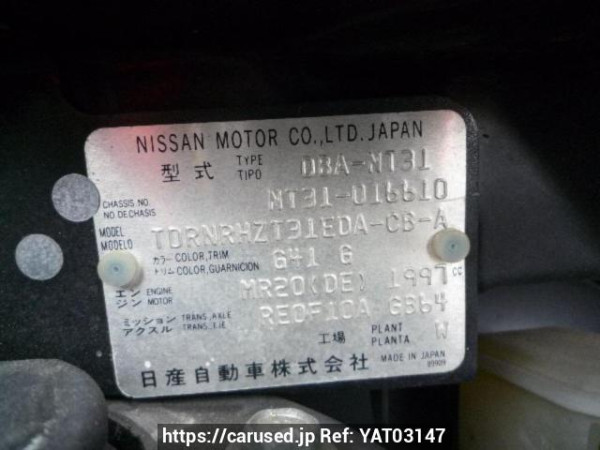 NISSAN MOTOR CO.,LTD. JAPAN
型式 TYPE TIPO DBA-NT31
CHASSIS NO. NO. DE CHASIS NT31-016610
MODEL MODELO TDRNRHZT31EDA-CB-A
カラー COLOR, TRIM トリム COLOR, GUARNICION G41 G
エンジン ENGINE MOTOR MR20(DE) 1997 cc
ミッション アクスル TRANS., AXLE TRANS., EJE RE0F10A GB64
工場 PLANT PLANTA W
日産自動車株式会社 MADE IN JAPAN
89909
https://carused.jp Ref: YAT03147